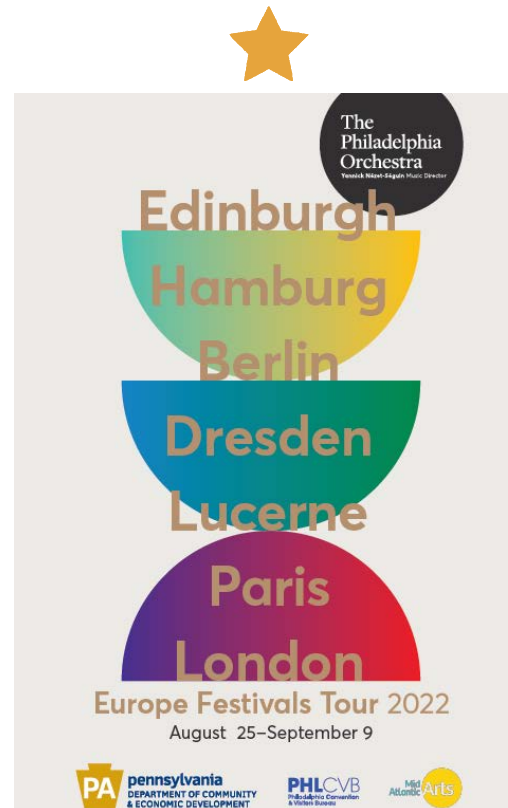 The
Philadelphia
Orchestra
Yannick Nézet-Séguin Music Director
Edinburgh
Hamburg
Berlin
Dresden
Lucerne
Paris
London
Europe Festivals Tour 2022
August 25–September 9
PA
pennsylvania
DEPARTMENT OF COMMUNITY
& ECONOMIC DEVELOPMENT
PHLCVB
Philadelphia Convention
& Visitors Bureau
Mid
Atlantic Arts